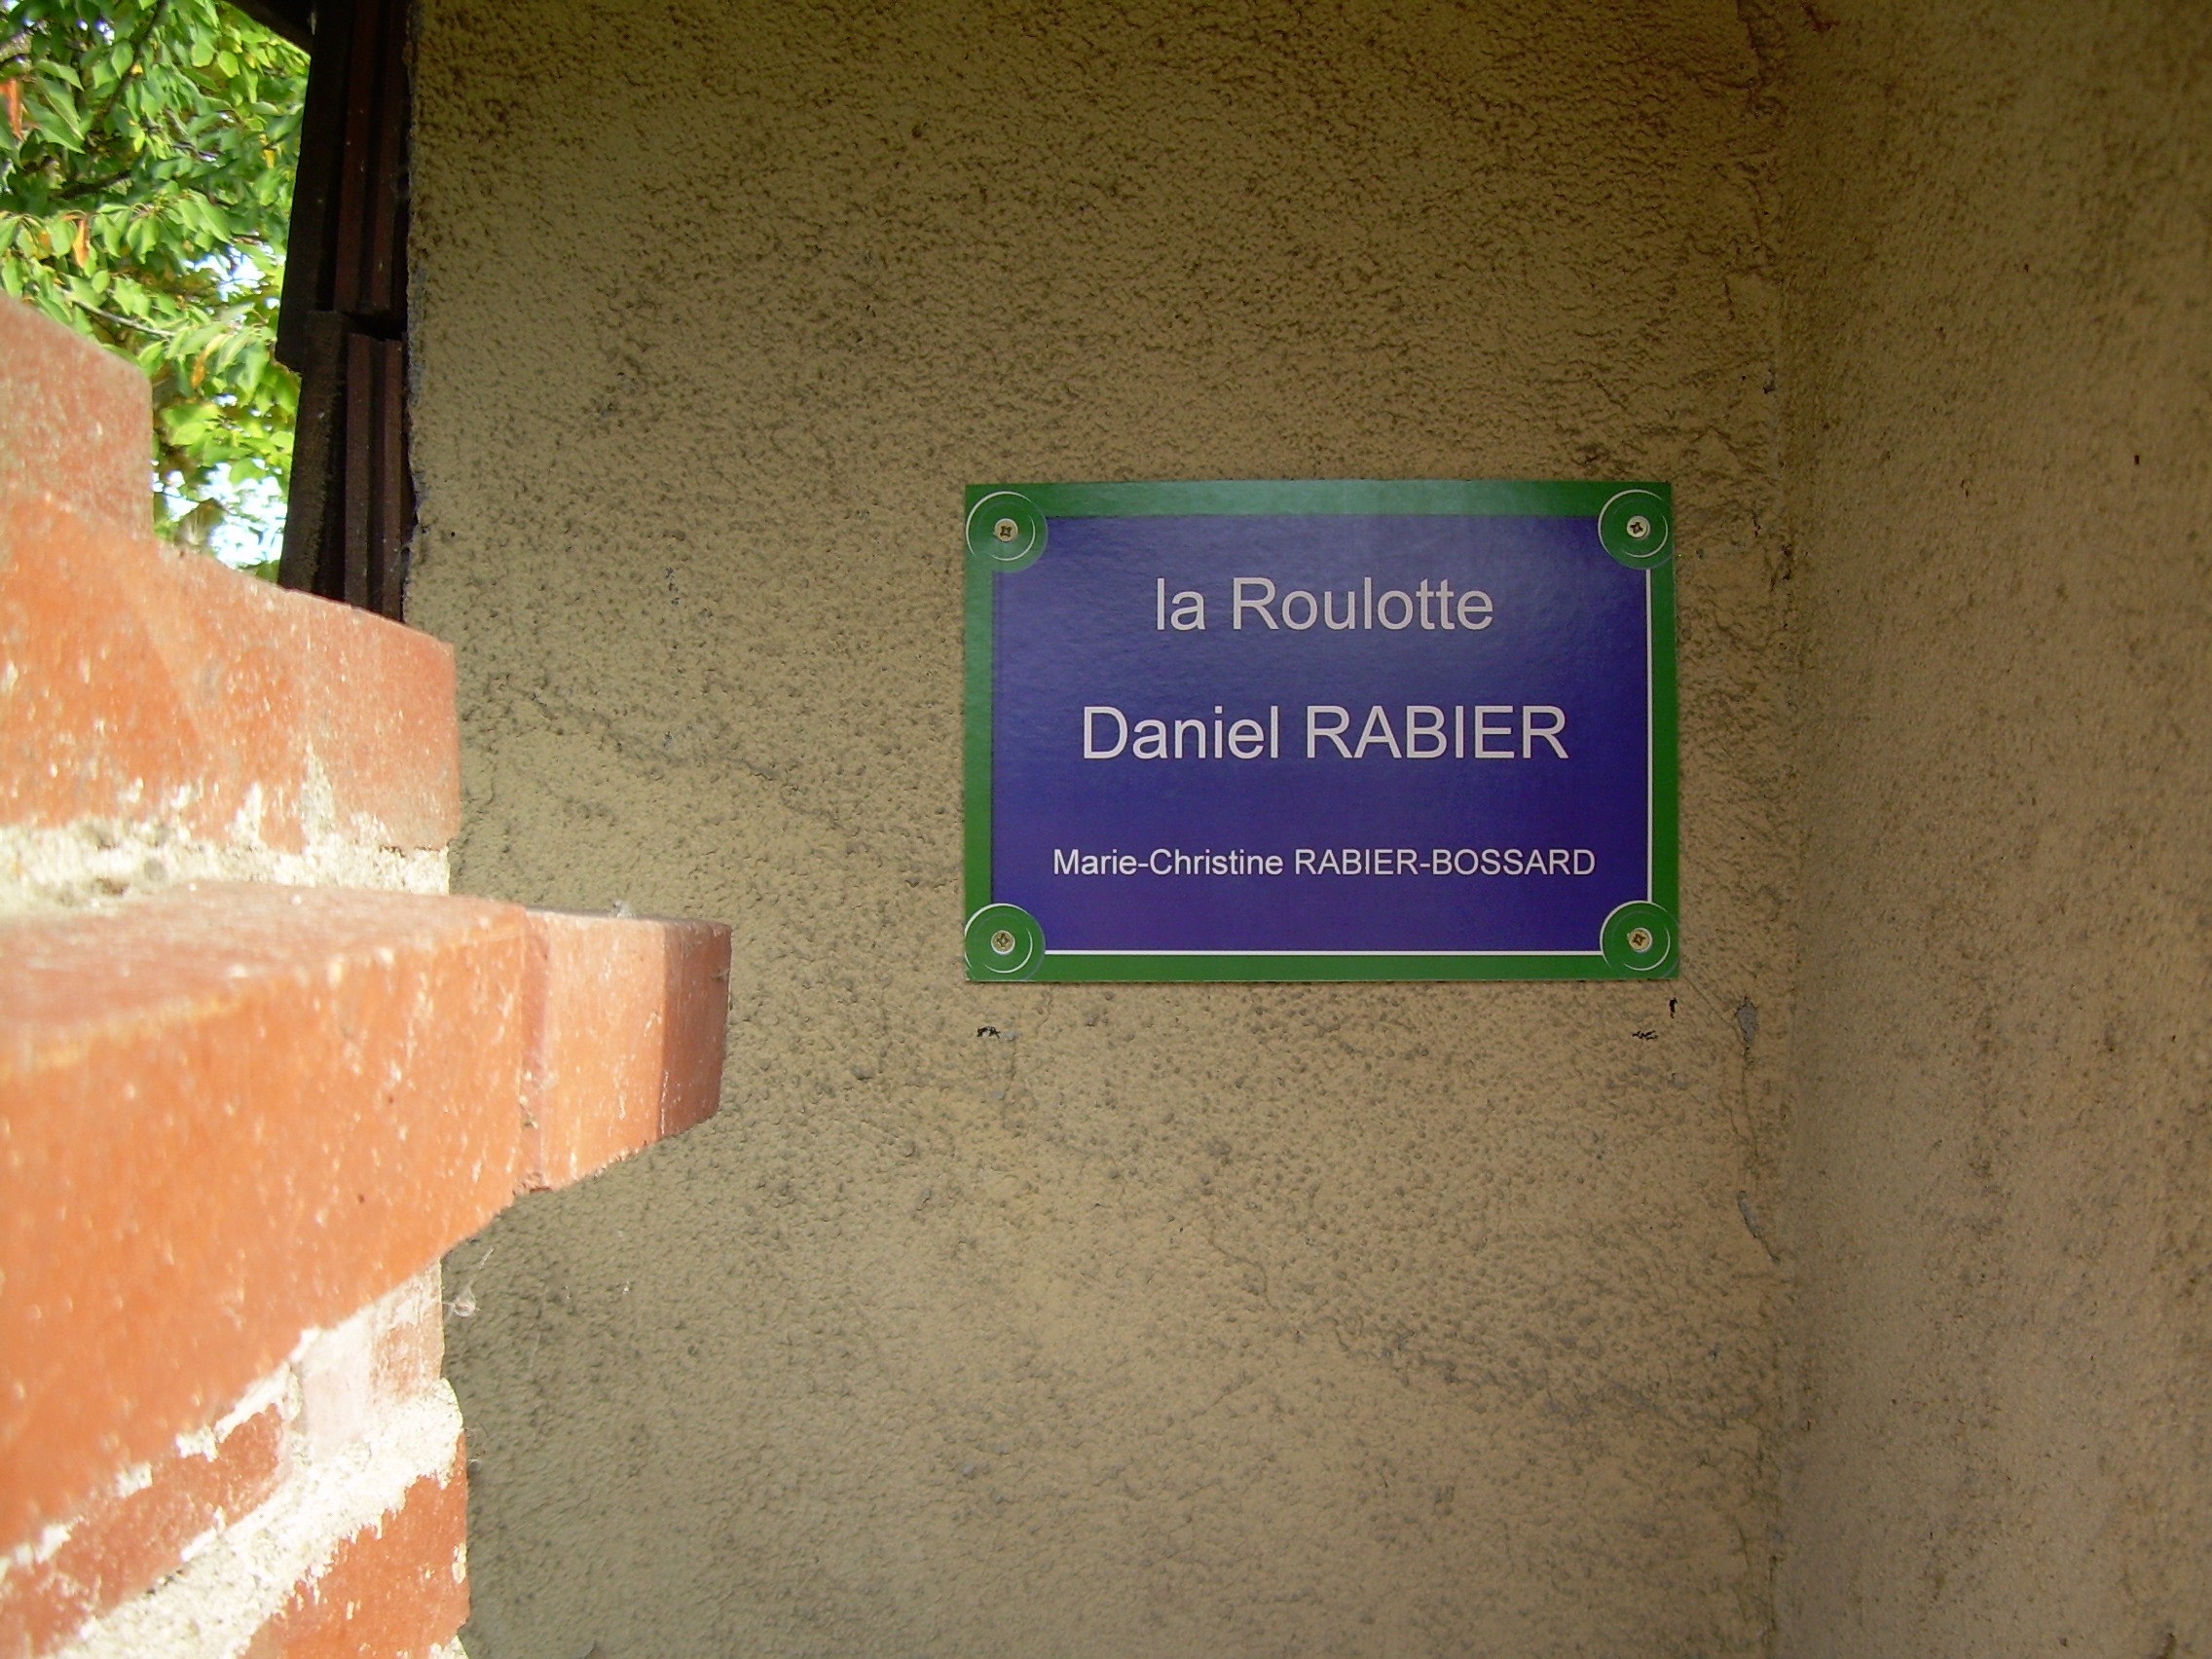 la Roulotte
Daniel RABIER
Marie-Christine RABIER-BOSSARD